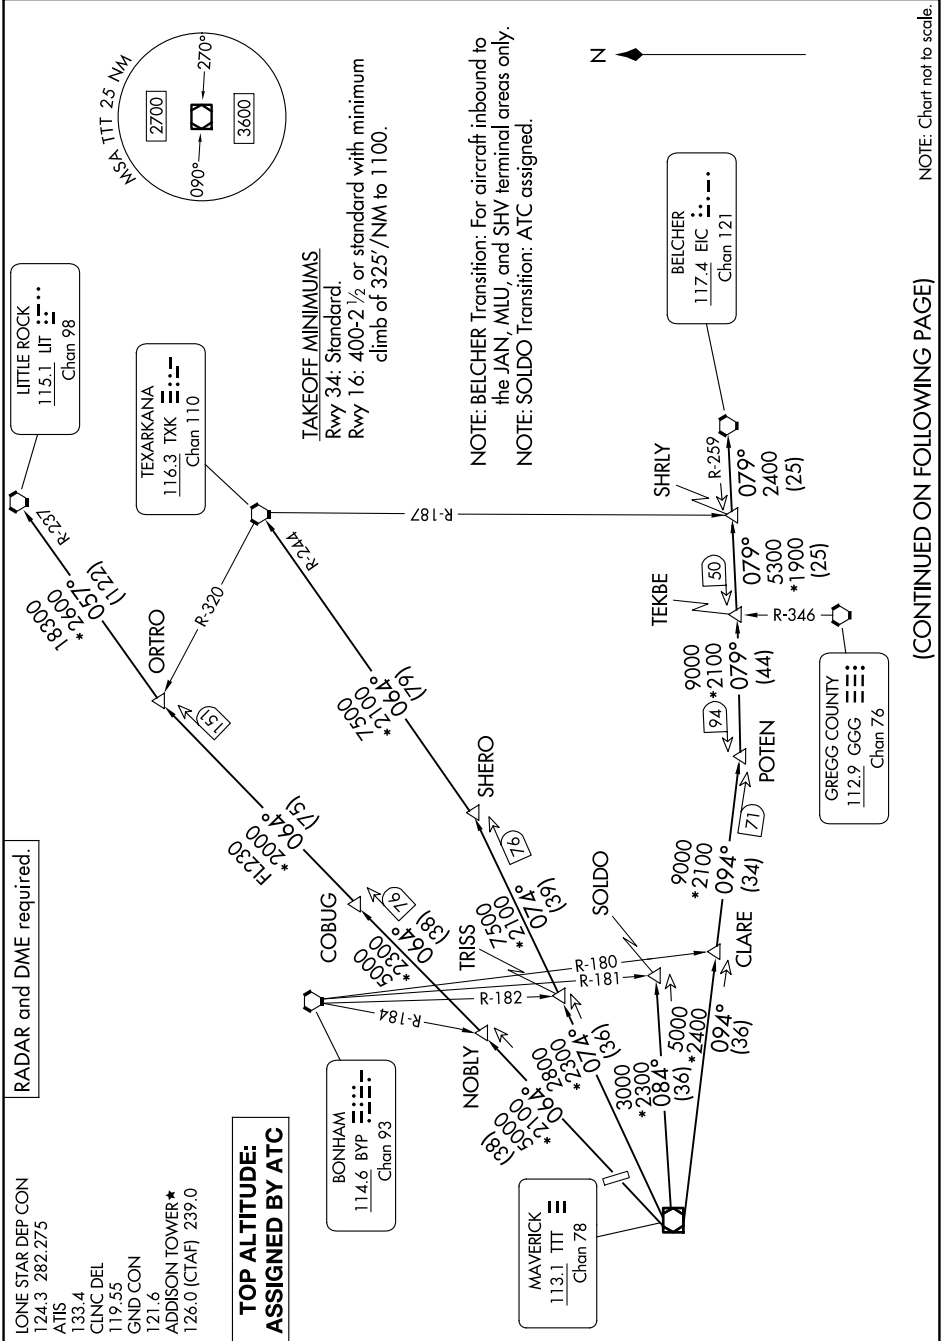 LONE STAR DEP CON
124.3 282.275
ATIS
133.4
CLNC DEL
119.55
GND CON
121.6
ADDISON TOWER★
126.0 (CTAF) 239.0
RADAR and DME required.
TOP ALTITUDE:
ASSIGNED BY ATC
LITTLE ROCK
115.1 LIT
Chan 98
MSA TTT 25 NM
2700
090°
270°
3600
TEXARKANA
116.3 TXK
Chan 110
TAKEOFF MINIMUMS
Rwy 34: Standard.
Rwy 16: 400-2 ½ or standard with minimum
climb of 325'/NM to 1100.
NOTE: BELCHER Transition: For aircraft inbound to
the JAN, MLU, and SHV terminal areas only.
NOTE: SOLDO Transition: ATC assigned.
N
BONHAM
114.6 BYP
Chan 93
MAVERICK
113.1 TTT
Chan 78
BELCHER
117.4 EIC
Chan 121
GREGG COUNTY
112.9 GGG
Chan 76
R-237
18300
*2600
057°
(122)
ORTRO
R-320
151
FL230
*2000
064°
(75)
COBUG
76
5000
*2300
064°
(38)
NOBLY
R-184
5000
*2100
064°
(38)
R-244
7500
*2100
064°
(79)
SHERO
76
7500
*2100
074°
(39)
TRISS
R-182
2800
*2300
074°
(36)
SOLDO
R-181
3000
*2300
084°
(36)
R-180
CLARE
5000
*2400
094°
(36)
9000
*2100
094°
(34)
71
POTEN
94
9000
*2100
079°
(44)
TEKBE
R-346
50
5300
*1900
079°
(25)
SHRLY
R-187
R-259
079°
2400
(25)
(CONTINUED ON FOLLOWING PAGE)
NOTE: Chart not to scale.